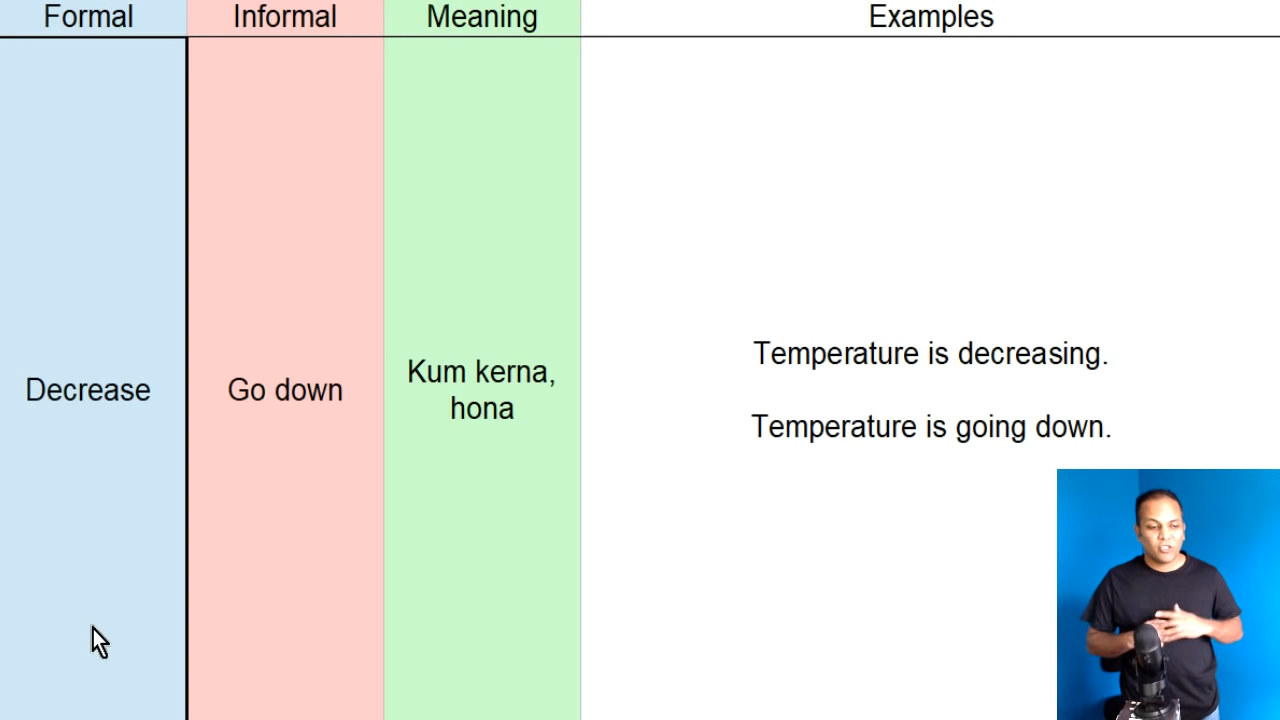 Formal Informal Meaning Examples
Decrease
Go down
Kum kerna,
hona
Temperature is decreasing.
Temperature is going down.